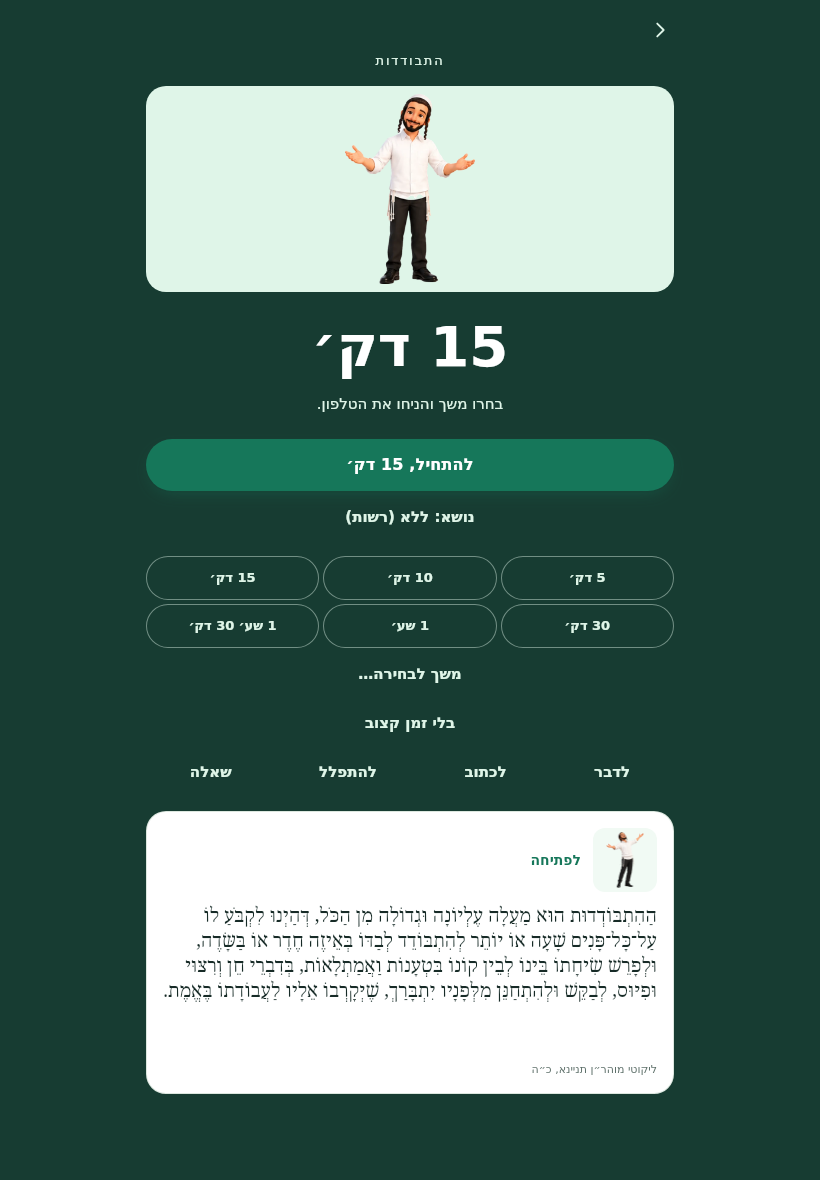 התבודדות
15 דק׳
בחרו משך והניחו את הטלפון.
להתחיל, 15 דק׳
נושא: ללא (רשות)
5 דק׳
10 דק׳
15 דק׳
30 דק׳
1 שע׳
1 שע׳ 30 דק׳
משך לבחירה...
בלי זמן קצוב
לדבר
לכתוב
להתפלל
שאלה
לפתיחה
הַהִתְבּוֹדְדוּת הוּא מַעֲלָה עֶלְיוֹנָה וּגְדוֹלָה מִן הַכֹּל, דְּהַיְנוּ לִקְבֹּעַ לוֹ
עַל־כָּל־פָּנִים שָׁעָה אוֹ יוֹתֵר לְהִתְבּוֹדֵד לְבַדּוֹ בְּאֵיזֶה חֶדֶר אוֹ בַּשָּׂדֶה,
וּלְפָרֵשׁ שִׂיחָתוֹ בֵּינוֹ לְבֵין קוֹנוֹ בִּטְעָנוֹת וַאֲמַתְלָאוֹת, בְּדִבְרֵי חֵן וְרִצּוּי
וּפִיּוּס, לְבַקֵּשׁ וּלְהִתְחַנֵּן מִלְּפָנָיו יִתְבָּרַךְ, שֶׁיְּקָרְבוֹ אֵלָיו לַעֲבוֹדָתוֹ בֶּאֱמֶת.
ליקוטי מוהר״ן תניינא, כ״ה